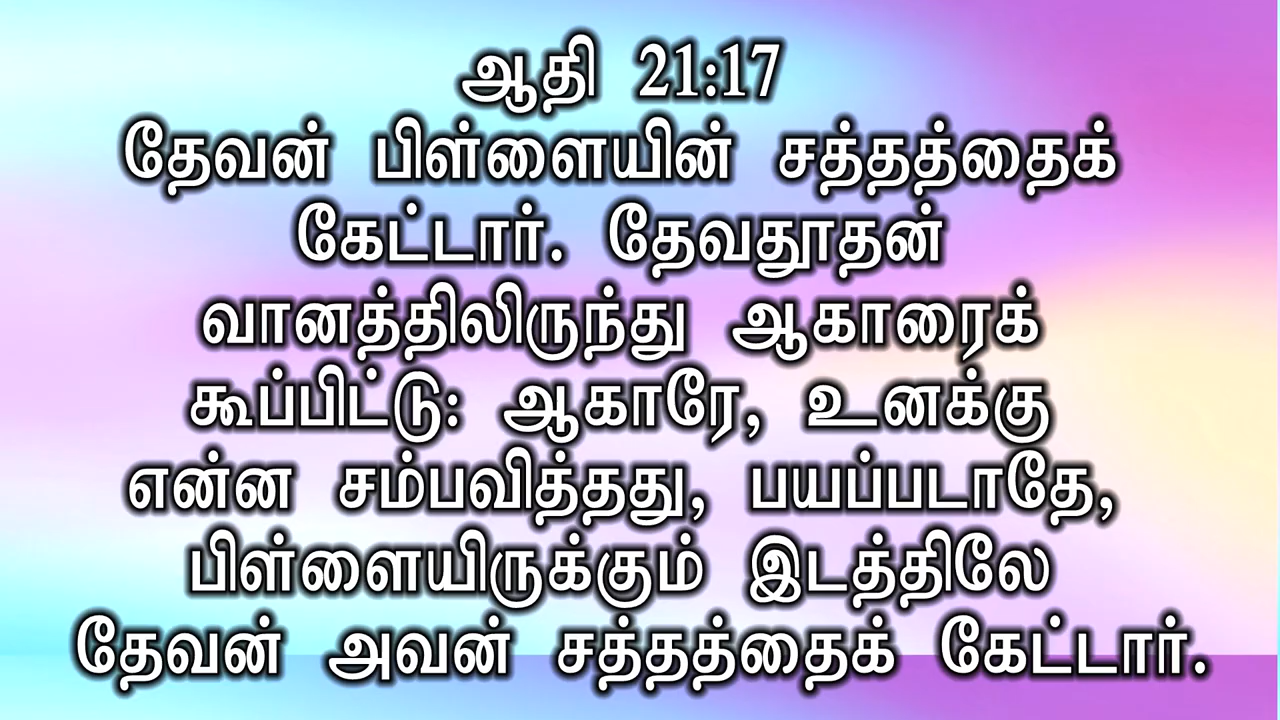 ஆதி 21:17
தேவன் பிள்ளையின் சத்தத்தைக்
கேட்டார். தேவதூதன்
வானத்திலிருந்து ஆகாரைக்
கூப்பிட்டு: ஆகாரே, உனக்கு
என்ன சம்பவித்தது, பயப்படாதே,
பிள்ளையிருக்கும் இடத்திலே
தேவன் அவன் சத்தத்தைக் கேட்டார்.